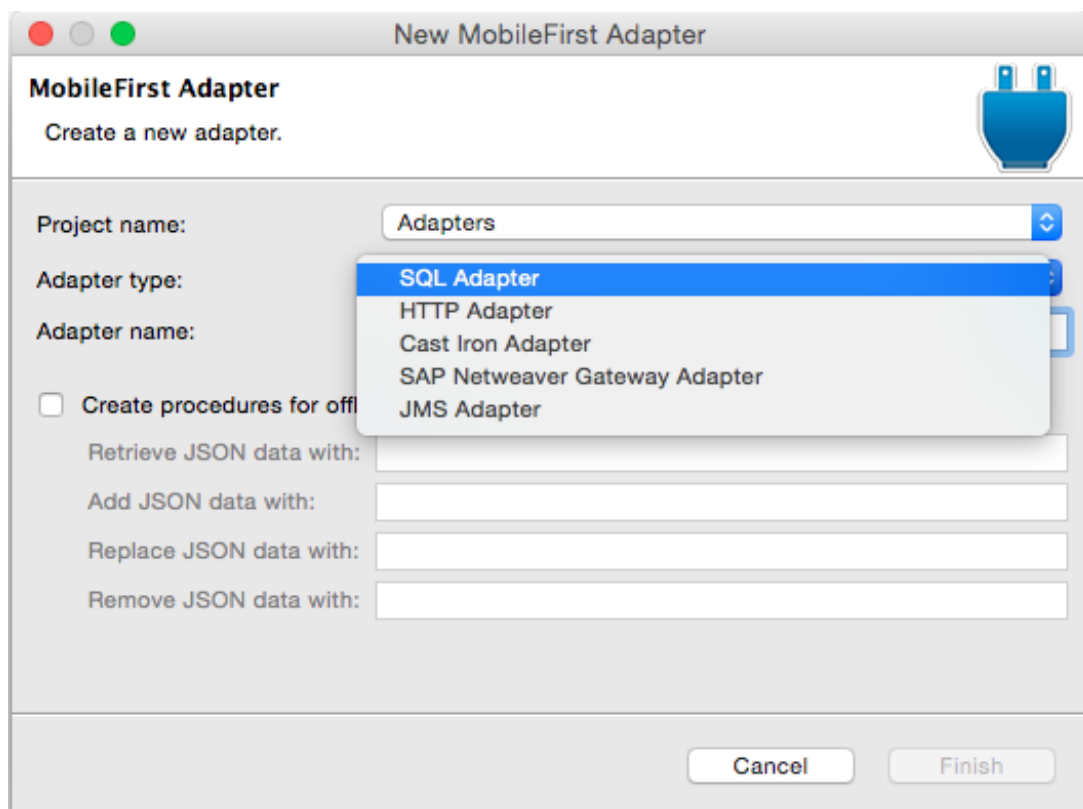 New MobileFirst Adapter
MobileFirst Adapter
Create a new adapter.
Project name: Adapters
Adapter type: SQL Adapter
HTTP Adapter
Adapter name:
Cast Iron Adapter
SAP Netweaver Gateway Adapter
Create procedures for offl
JMS Adapter
Retrieve JSON data with:
Add JSON data with:
Replace JSON data with:
Remove JSON data with:
Cancel Finish